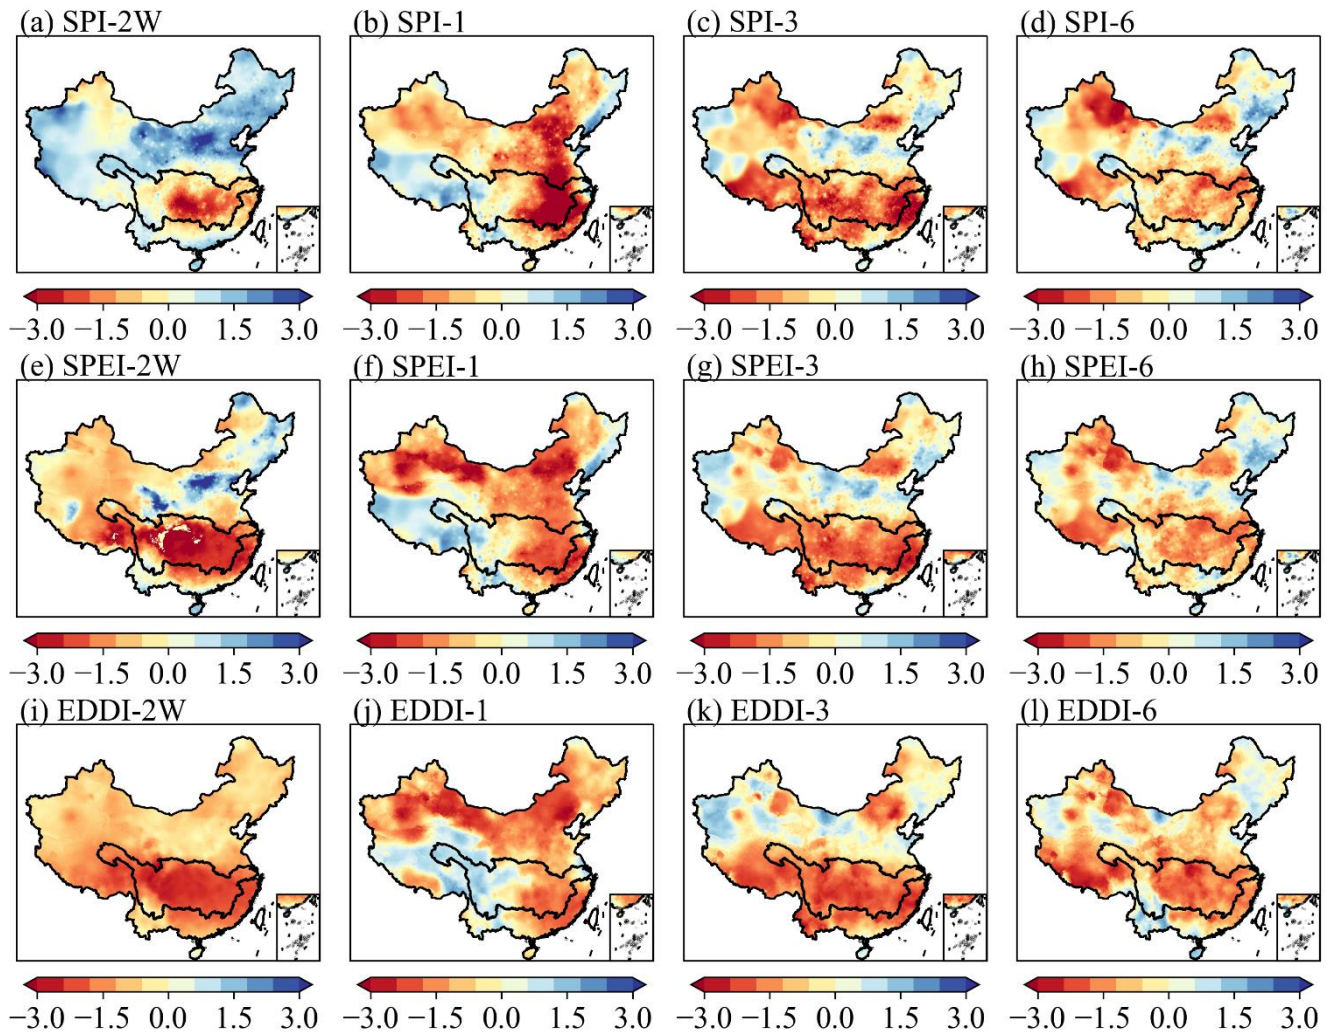 (a) SPI-2W (b) SPI-1 (c) SPI-3 (d) SPI-6
−3.0 −1.5 0.0 1.5 3.0 −3.0 −1.5 0.0 1.5 3.0 −3.0 −1.5 0.0 1.5 3.0 −3.0 −1.5 0.0 1.5 3.0
(e) SPEI-2W (f) SPEI-1 (g) SPEI-3 (h) SPEI-6
−3.0 −1.5 0.0 1.5 3.0 −3.0 −1.5 0.0 1.5 3.0 −3.0 −1.5 0.0 1.5 3.0 −3.0 −1.5 0.0 1.5 3.0
(i) EDDI-2W (j) EDDI-1 (k) EDDI-3 (l) EDDI-6
−3.0 −1.5 0.0 1.5 3.0 −3.0 −1.5 0.0 1.5 3.0 −3.0 −1.5 0.0 1.5 3.0 −3.0 −1.5 0.0 1.5 3.0